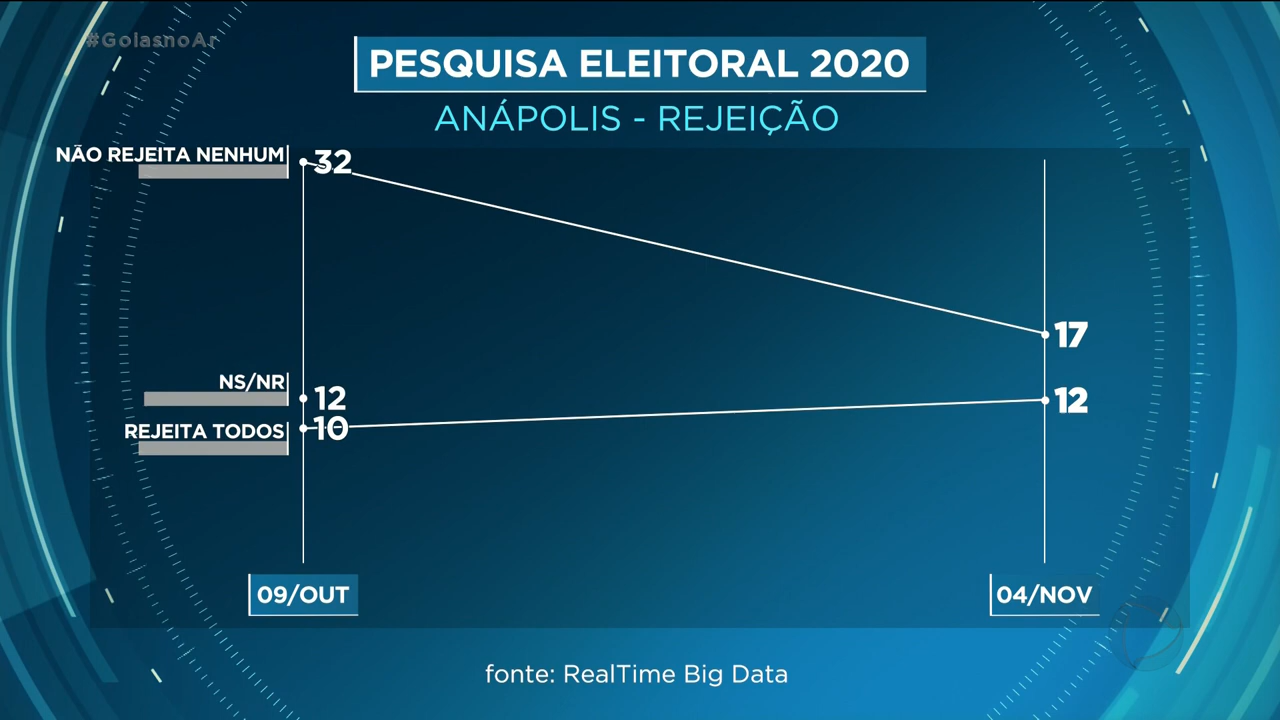 #GoiasnoAr
PESQUISA ELEITORAL 2020
ANÁPOLIS - REJEIÇÃO
NÃO REJEITA NENHUM
32
17
NS/NR
12
12
REJEITA TODOS
10
09/OUT
04/NOV
fonte: RealTime Big Data